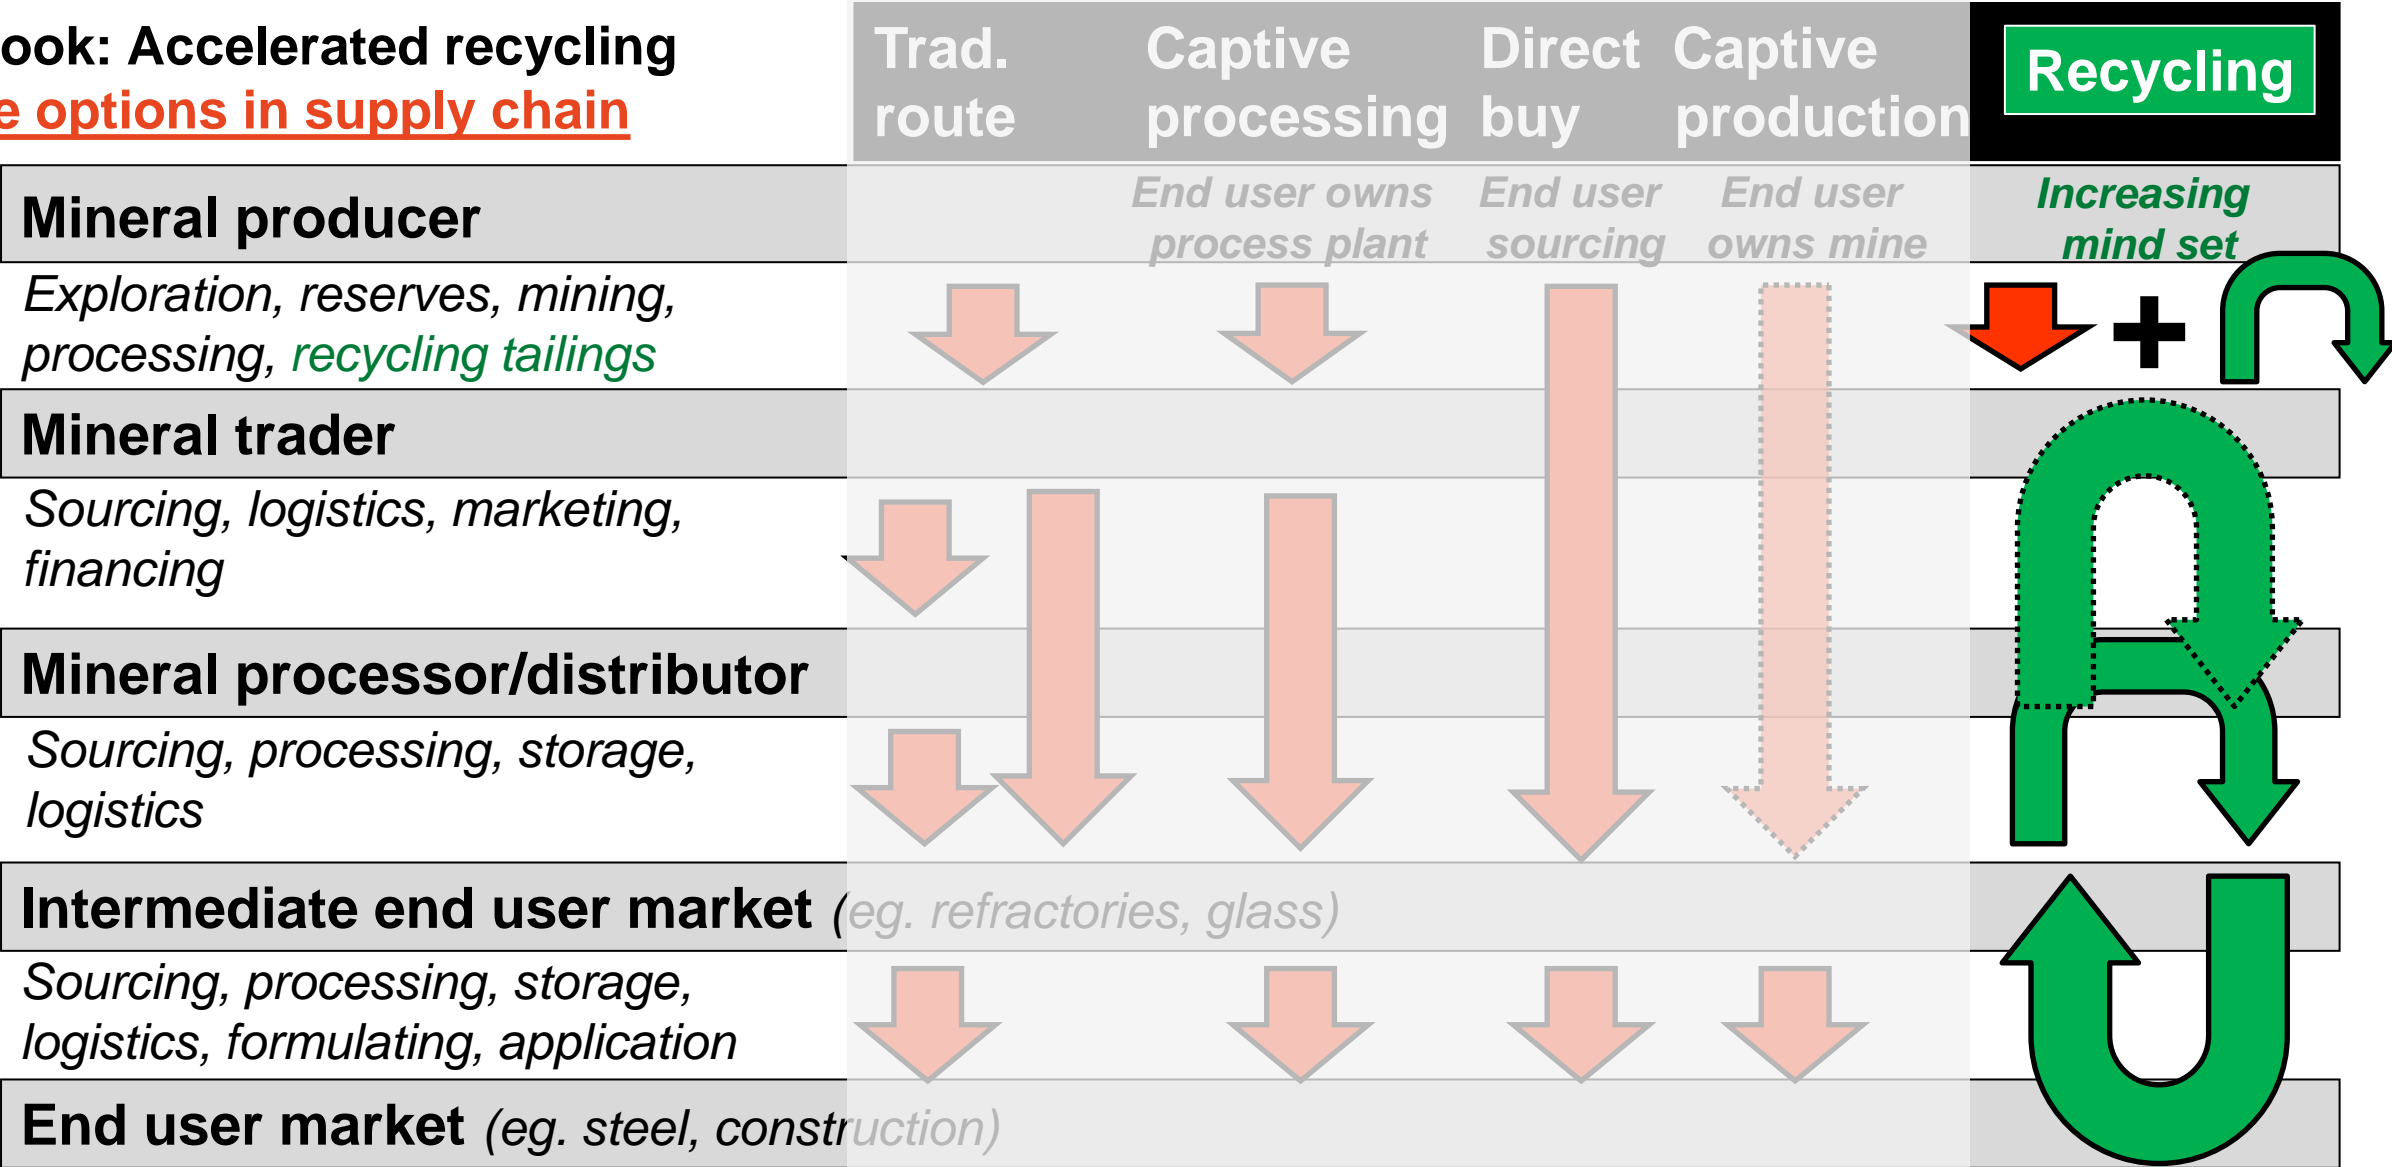 ook: Accelerated recycling
e options in supply chain
Trad. route
Captive processing
Direct buy
Captive production
Recycling
Mineral producer
End user owns process plant
End user sourcing
End user owns mine
Increasing mind set
Exploration, reserves, mining,
processing, recycling tailings
Mineral trader
Sourcing, logistics, marketing,
financing
Mineral processor/distributor
Sourcing, processing, storage,
logistics
Intermediate end user market (eg. refractories, glass)
Sourcing, processing, storage,
logistics, formulating, application
End user market (eg. steel, construction)